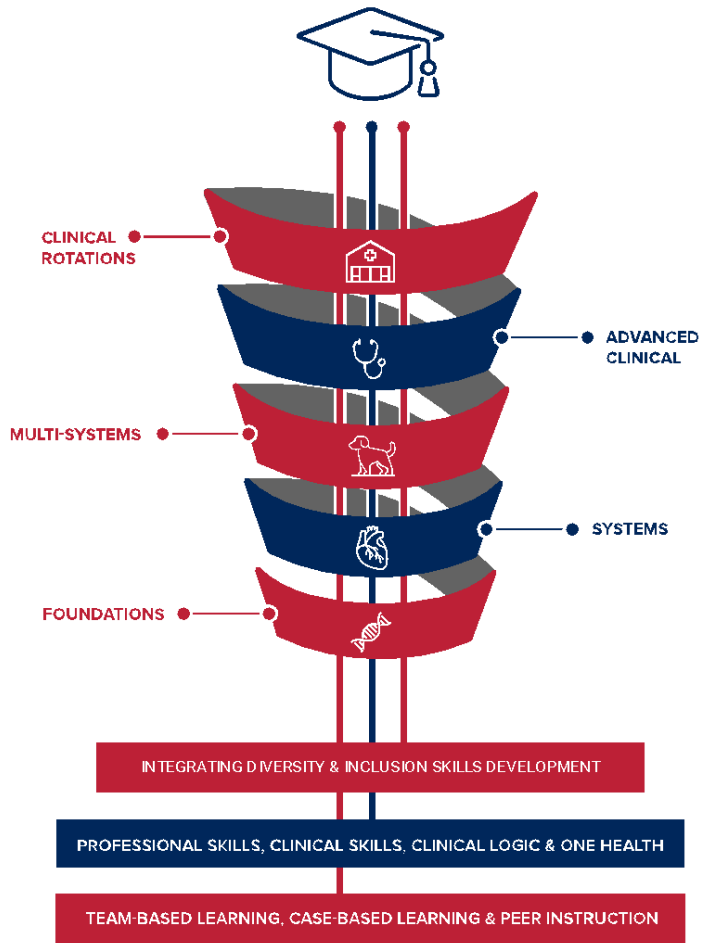 CLINICAL
ROTATIONS
ADVANCED
CLINICAL
MULTI-SYSTEMS
SYSTEMS
FOUNDATIONS
INTEGRATING DIVERSITY & INCLUSION SKILLS DEVELOPMENT
PROFESSIONAL SKILLS, CLINICAL SKILLS, CLINICAL LOGIC & ONE HEALTH
TEAM-BASED LEARNING, CASE-BASED LEARNING & PEER INSTRUCTION